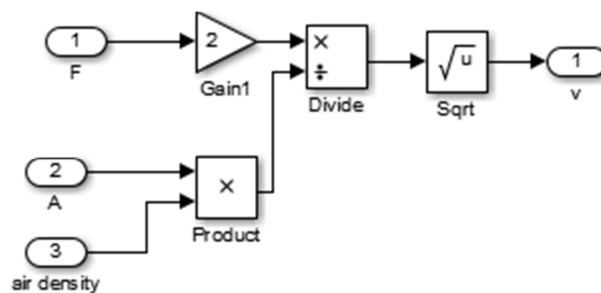 1
F
2
Gain1
×
÷
Divide
√u
Sqrt
1
v
2
A
×
Product
3
air density